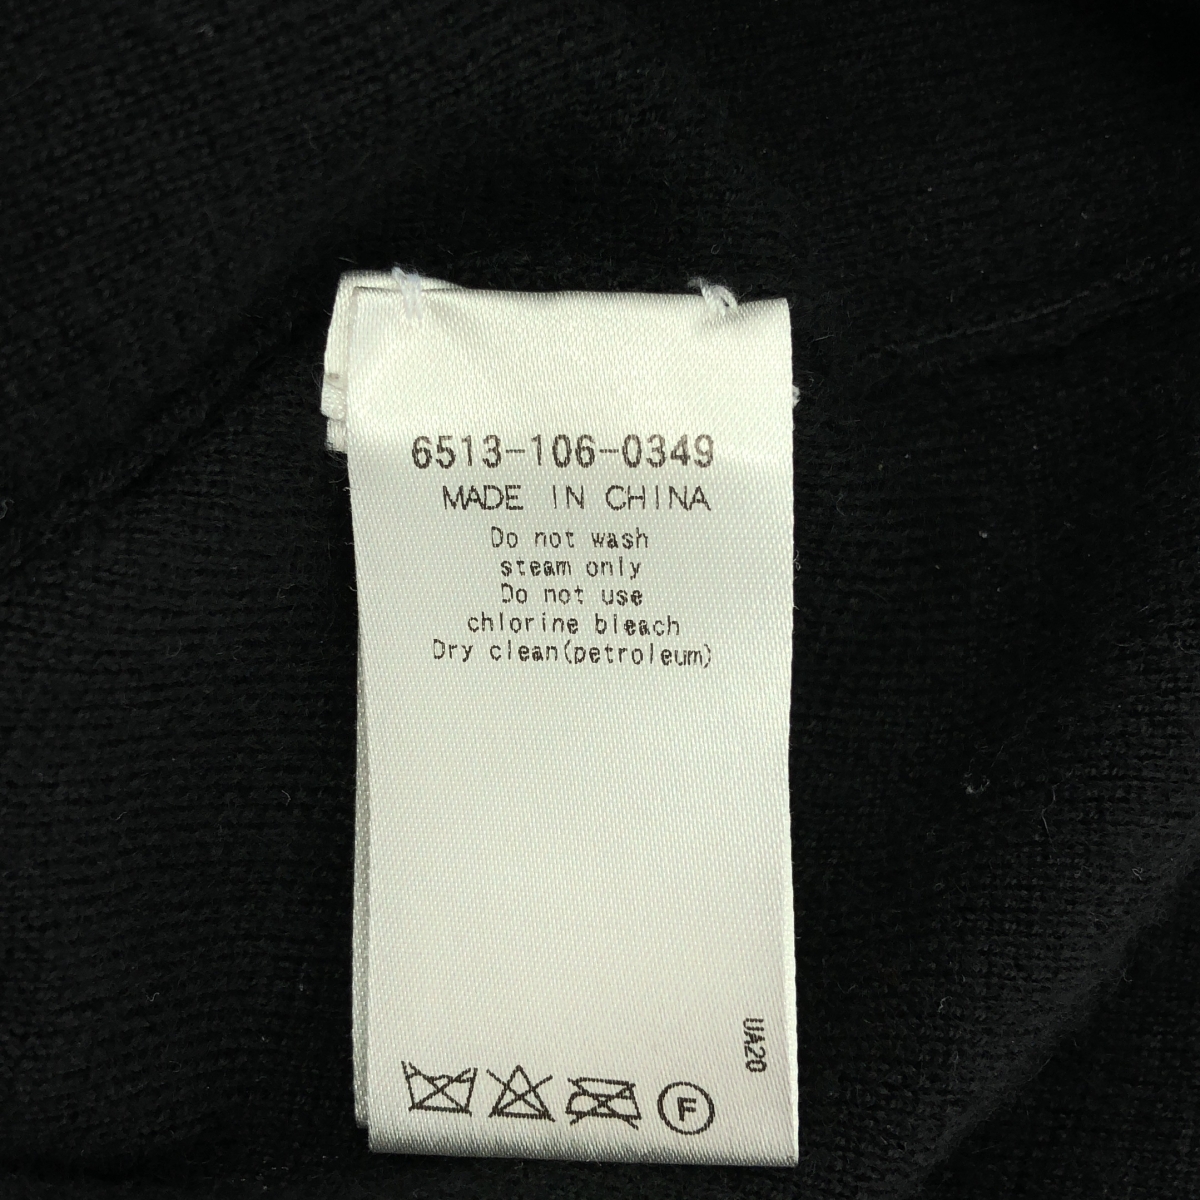 6513-106-0349
MADE IN CHINA
Do not wash
steam only
Do not use
chlorine bleach
Dry clean(petroleum)
UA20
F